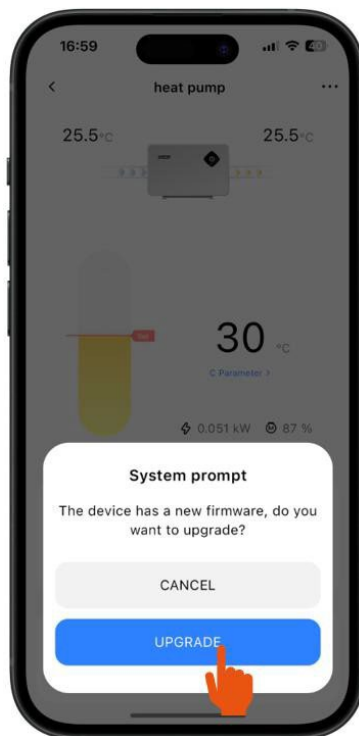 16:59
heat pump
25.5°C
25.5°C
30 °C
C Parameter >
0.051 kW 87 %
System prompt
The device has a new firmware, do you
want to upgrade?
CANCEL
UPGRADE